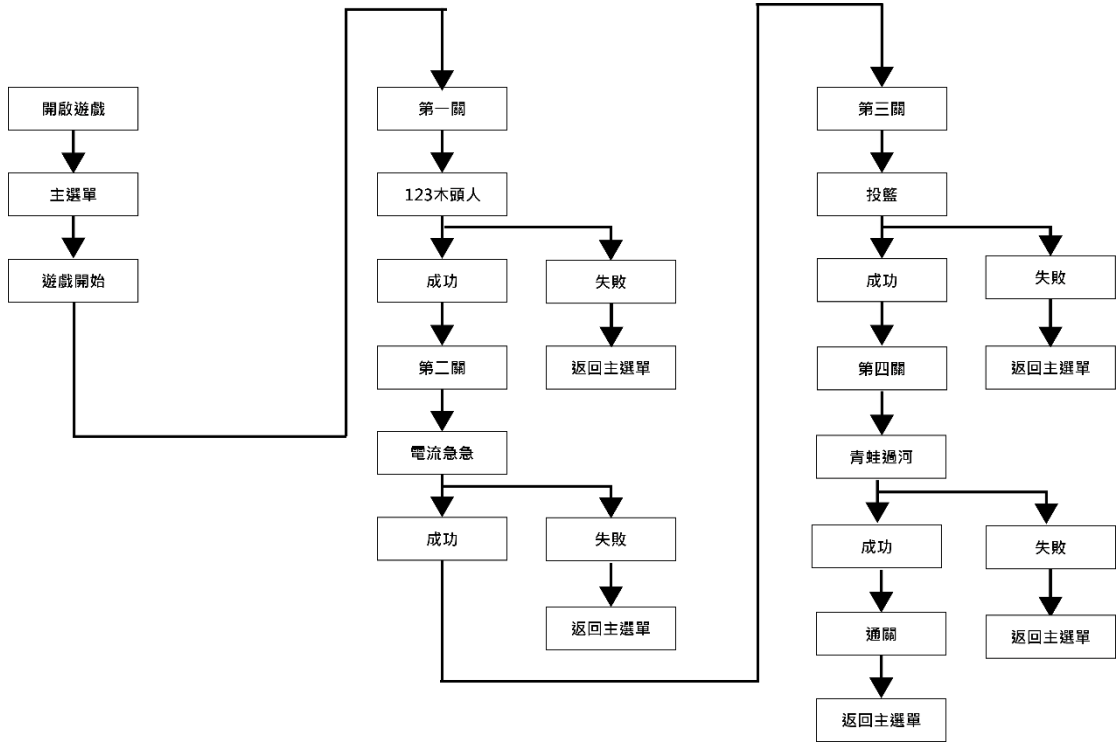 開啟遊戲
主選單
遊戲開始
第一關
123木頭人
成功
失敗
第二關
返回主選單
電流急急
成功
失敗
返回主選單
第三關
投籃
成功
失敗
第四關
返回主選單
青蛙過河
成功
失敗
通關
返回主選單
返回主選單